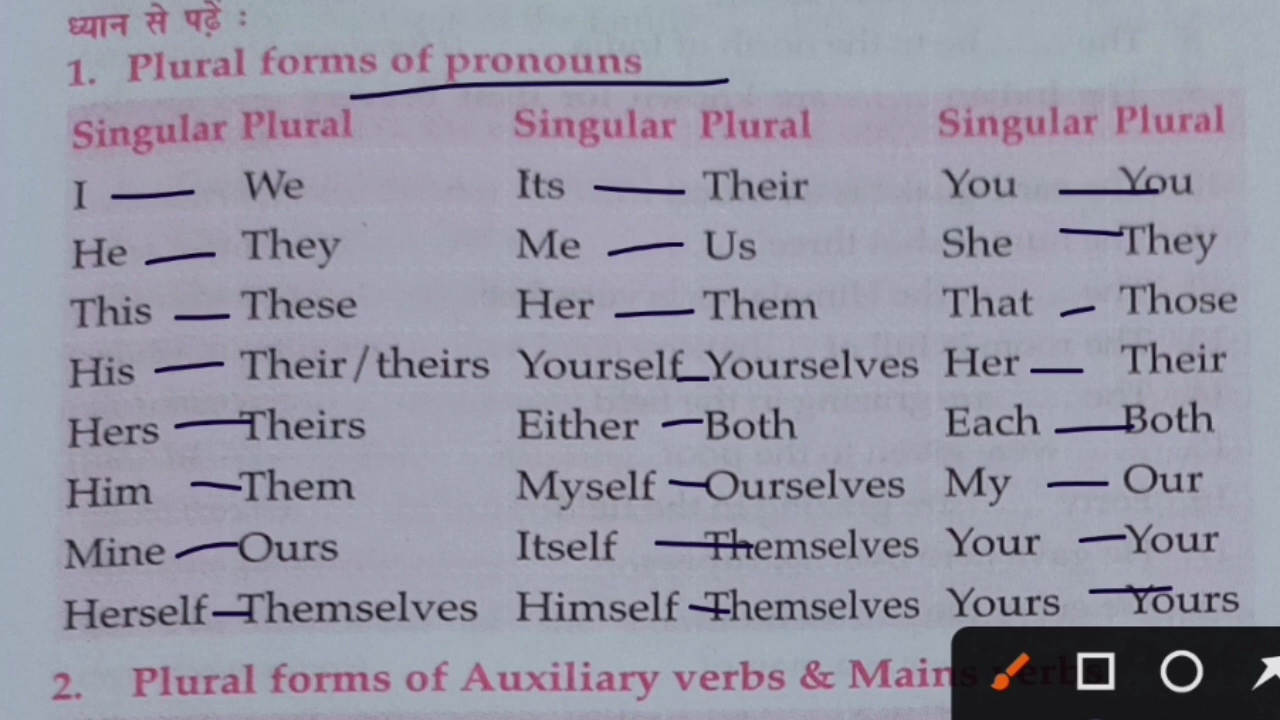 ध्यान से पढ़ें :
1. Plural forms of pronouns
Singular Plural Singular Plural Singular Plural
I We Its Their You You
He They Me Us She They
This These Her Them That Those
His Their/theirs Yourself Yourselves Her Their
Hers Theirs Either Both Each Both
Him Them Myself Ourselves My Our
Mine Ours Itself Themselves Your Your
Herself Themselves Himself Themselves Yours Yours
2. Plural forms of Auxiliary verbs & Mains verbs